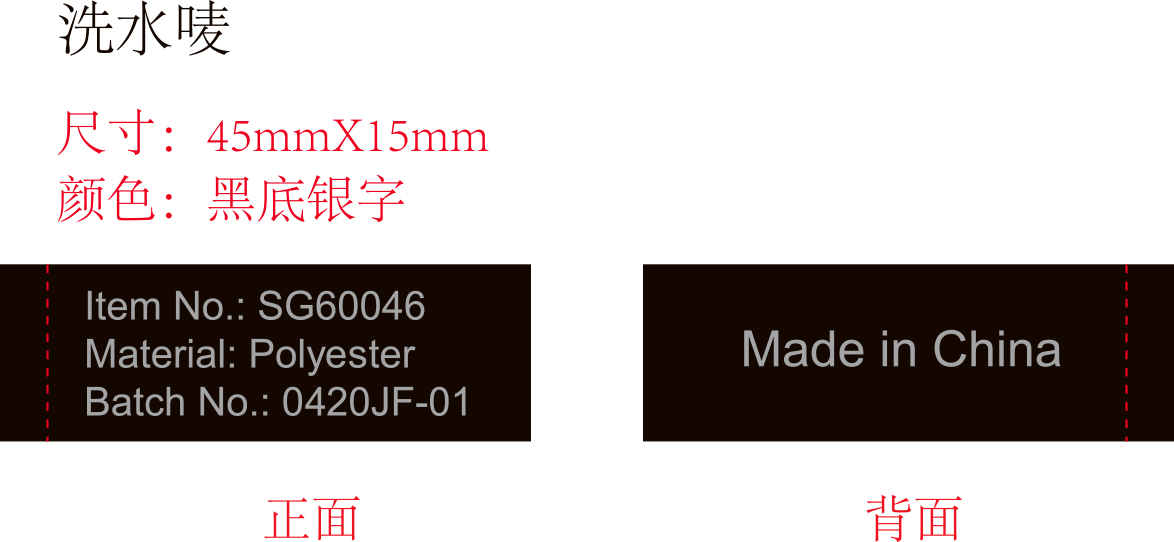 洗水唛
尺寸：45mmX15mm
颜色：黑底银字
Item No.: SG60046
Material: Polyester
Batch No.: 0420JF-01
Made in China
正面
背面